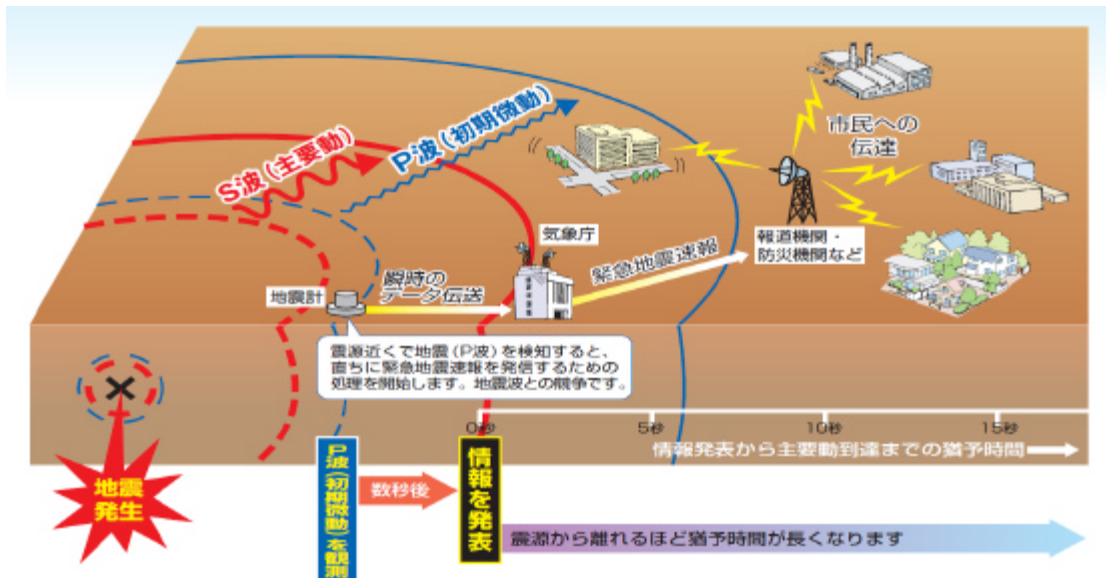 S波(主要動)
P波(初期微動)
市民への
伝達
気象庁
報道機関・
防災機関など
緊急地震速報
瞬時の
データ伝送
地震計
震源近くで地震(P波)を検知すると、
直ちに緊急地震速報を発信するための
処理を開始します。地震波との競争です。
0秒
5秒
10秒
15秒
情報発表から主要動到達までの猶予時間
地震
発生
P波(初期微動)を観測
数秒後
情報を発表
震源から離れるほど猶予時間が長くなります